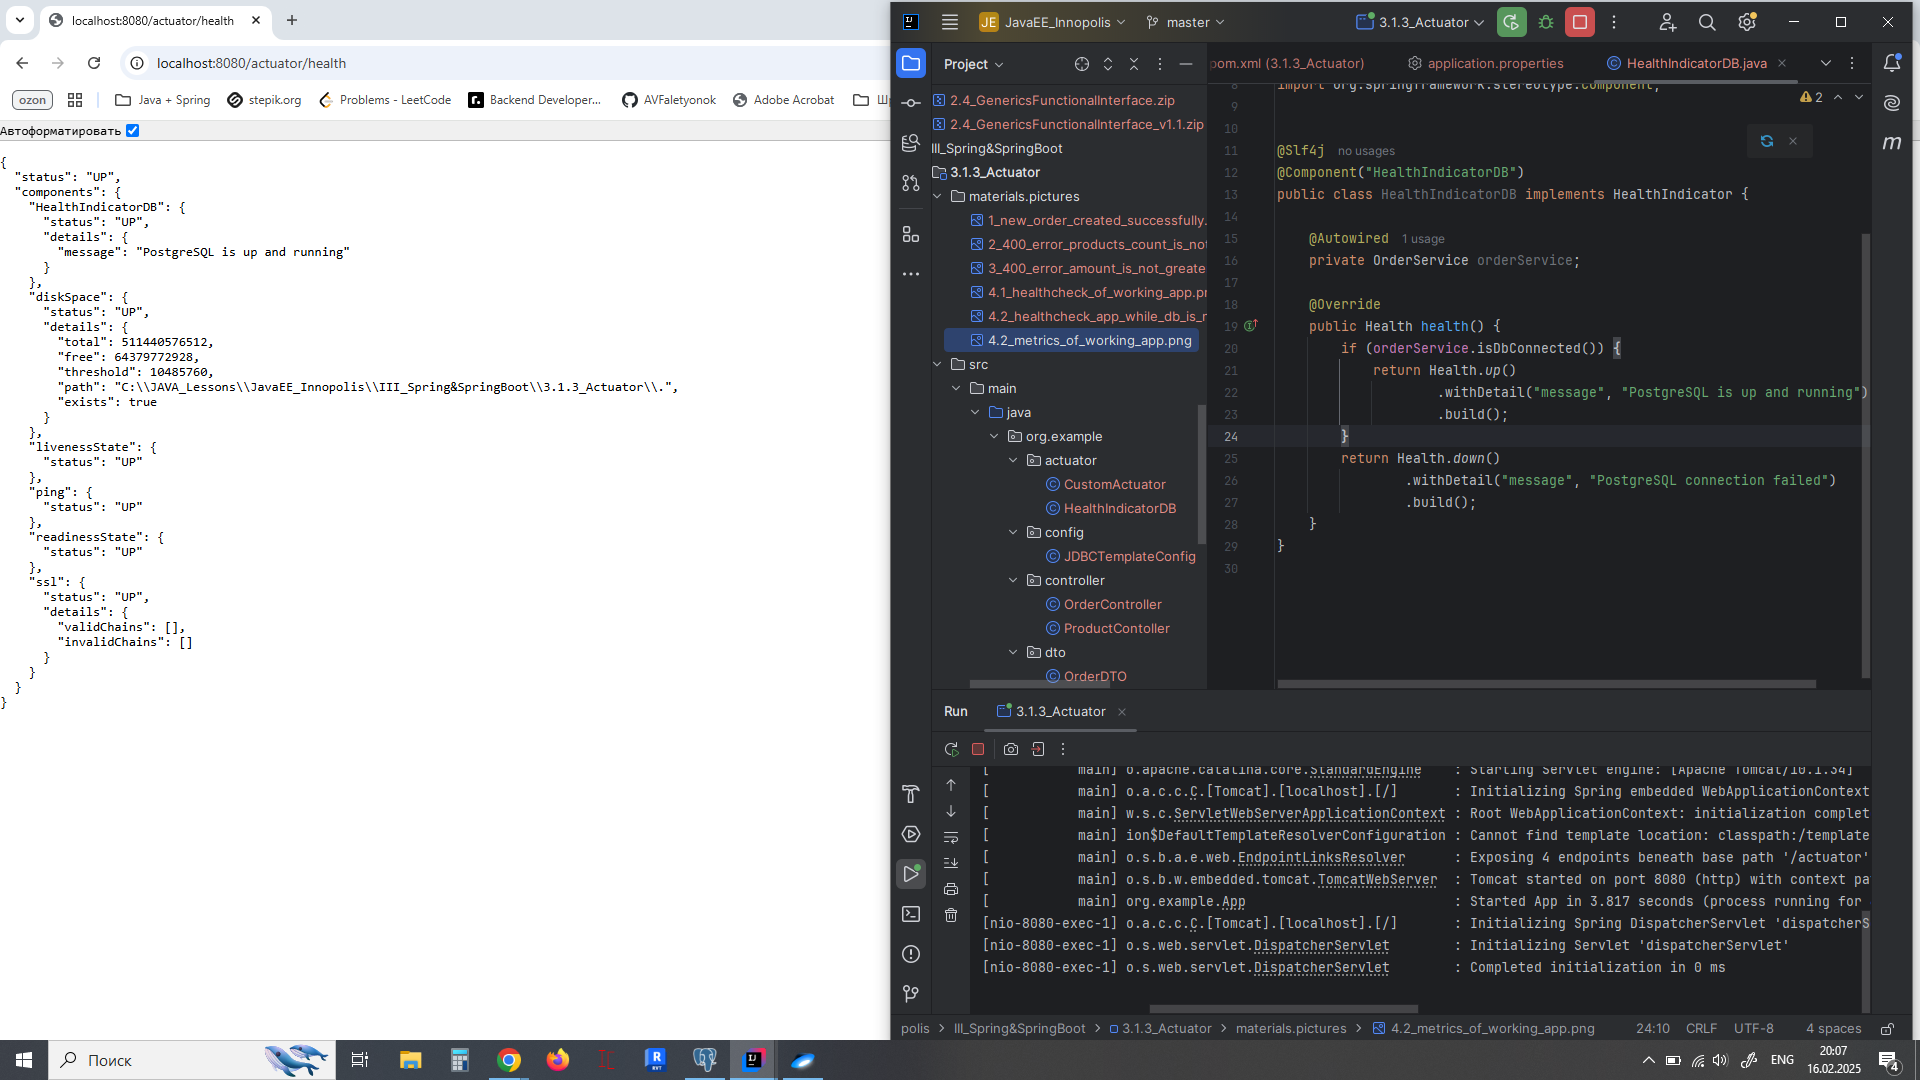 localhost:8080/actuator/health
localhost:8080/actuator/health
ozon
Java + Spring
stepik.org
Problems - LeetCode
Backend Developer...
AVFaletyonok
Adobe Acrobat
Автоформатировать
{
"status": "UP",
"components": {
"HealthIndicatorDB": {
"status": "UP",
"details": {
"message": "PostgreSQL is up and running"
}
},
"diskSpace": {
"status": "UP",
"details": {
"total": 511440576512,
"free": 64379772928,
"threshold": 10485760,
"path": "C:\\JAVA_Lessons\\JavaEE_Innopolis\\III_Spring&SpringBoot\\3.1.3_Actuator\\.",
"exists": true
}
},
"livenessState": {
"status": "UP"
},
"ping": {
"status": "UP"
},
"readinessState": {
"status": "UP"
},
"ssl": {
"status": "UP",
"details": {
"validChains": [],
"invalidChains": []
}
}
}
}
JE JavaEE_Innopolis
master
3.1.3_Actuator
Project
2.4_GenericsFunctionalInterface.zip
2.4_GenericsFunctionalInterface_v1.1.zip
III_Spring&SpringBoot
3.1.3_Actuator
materials.pictures
1_new_order_created_successfully.
2_400_error_products_count_is_not
3_400_error_amount_is_not_greate
4.1_healthcheck_of_working_app.pn
4.2_healthcheck_app_while_db_is_n
4.2_metrics_of_working_app.png
src
main
java
org.example
actuator
CustomActuator
HealthIndicatorDB
config
JDBCTemplateConfig
controller
OrderController
ProductContoller
dto
OrderDTO
pom.xml (3.1.3_Actuator)
application.properties
HealthIndicatorDB.java
2
8 import org.springframework.stereotype.Component;
9
10
11 @Slf4j no usages
12 @Component("HealthIndicatorDB")
13 public class HealthIndicatorDB implements HealthIndicator {
14
15 @Autowired 1 usage
16 private OrderService orderService;
17
18 @Override
19 public Health health() {
20 if (orderService.isDbConnected()) {
21 return Health.up()
22 .withDetail("message", "PostgreSQL is up and running")
23 .build();
24 }
25 return Health.down()
26 .withDetail("message", "PostgreSQL connection failed")
27 .build();
28 }
29 }
30
m
Run
3.1.3_Actuator
[ main] o.apache.catalina.core.StandardEngine : Starting Servlet engine: [Apache Tomcat/10.1.34]
[ main] o.a.c.c.C.[Tomcat].[localhost].[/] : Initializing Spring embedded WebApplicationContext
[ main] w.s.c.ServletWebServerApplicationContext : Root WebApplicationContext: initialization complet
[ main] ion$DefaultTemplateResolverConfiguration : Cannot find template location: classpath:/template
[ main] o.s.b.a.e.web.EndpointLinksResolver : Exposing 4 endpoints beneath base path '/actuator'
[ main] o.s.b.w.embedded.tomcat.TomcatWebServer : Tomcat started on port 8080 (http) with context pa
[ main] org.example.App : Started App in 3.817 seconds (process running for
[nio-8080-exec-1] o.a.c.c.C.[Tomcat].[localhost].[/] : Initializing Spring DispatcherServlet 'dispatcherS
[nio-8080-exec-1] o.s.web.servlet.DispatcherServlet : Initializing Servlet 'dispatcherServlet'
[nio-8080-exec-1] o.s.web.servlet.DispatcherServlet : Completed initialization in 0 ms
polis > III_Spring&SpringBoot > 3.1.3_Actuator > materials.pictures > 4.2_metrics_of_working_app.png
24:10 CRLF UTF-8 4 spaces
Поиск
ENG
20:07
16.02.2025
4